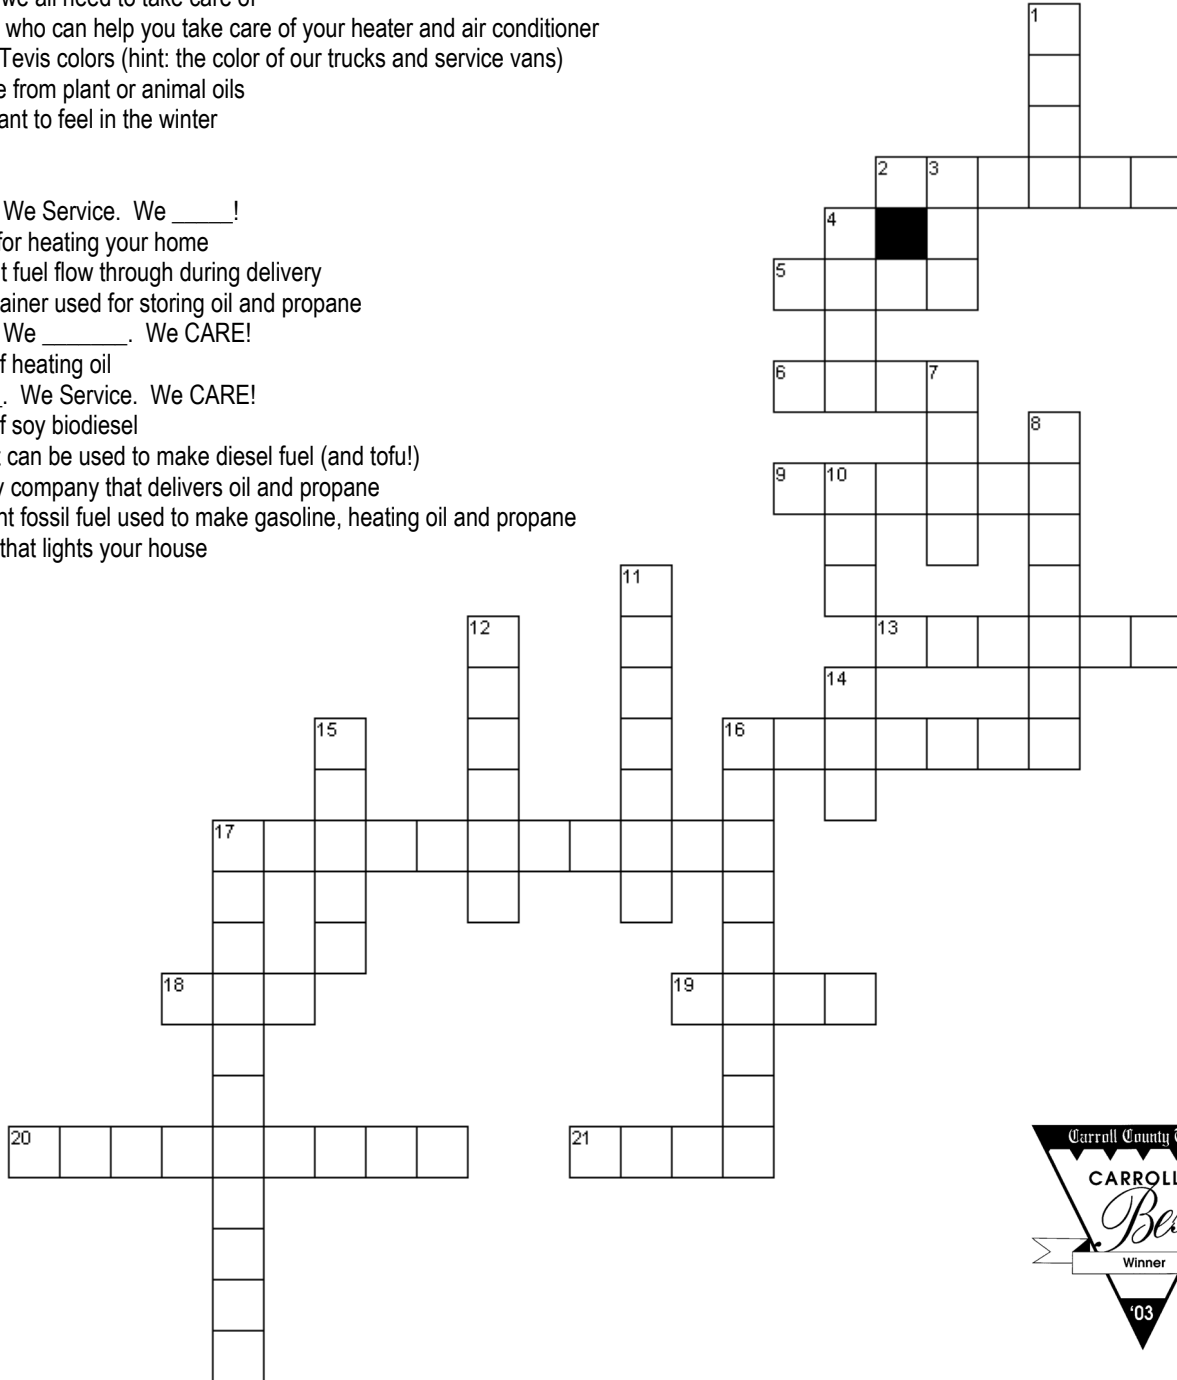 we all need to take care of
who can help you take care of your heater and air conditioner
Tevis colors (hint: the color of our trucks and service vans)
e from plant or animal oils
ant to feel in the winter
We Service. We _____!
for heating your home
t fuel flow through during delivery
ainer used for storing oil and propane
We _______. We CARE!
f heating oil
_. We Service. We CARE!
f soy biodiesel
t can be used to make diesel fuel (and tofu!)
y company that delivers oil and propane
nt fossil fuel used to make gasoline, heating oil and propane
that lights your house
1
2 3
4
5
6 7
8
9 10
11
12 13
14
15 16
17
18 19
20 21
Carroll County
CARROLL
Bes
Winner
'03